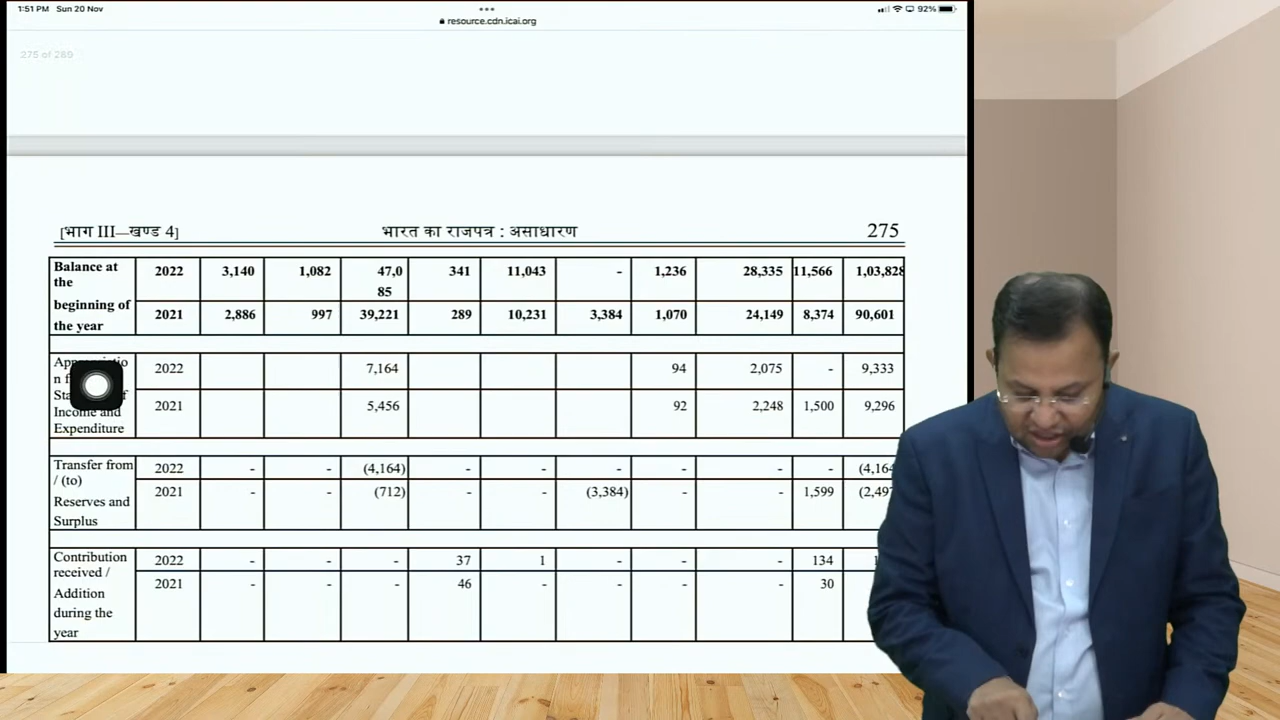 1:51 PM Sun 20 Nov
92%
resource.cdn.icai.org
275 of 289
[भाग III—खण्ड 4] भारत का राजपत्र : असाधारण 275
Balance at the beginning of the year
2022 3,140 1,082 47,085 341 11,043 - 1,236 28,335 11,566 1,03,828
2021 2,886 997 39,221 289 10,231 3,384 1,070 24,149 8,374 90,601
Income and Expenditure
2022 7,164 94 2,075 - 9,333
2021 5,456 92 2,248 1,500 9,296
Transfer from / (to) Reserves and Surplus
2022 - - (4,164) - - - - - - (4,164
2021 - - (712) - - (3,384) - - 1,599 (2,497
Contribution received / Addition during the year
2022 - - - 37 1 - - - 134
2021 - - - 46 - - - - 30